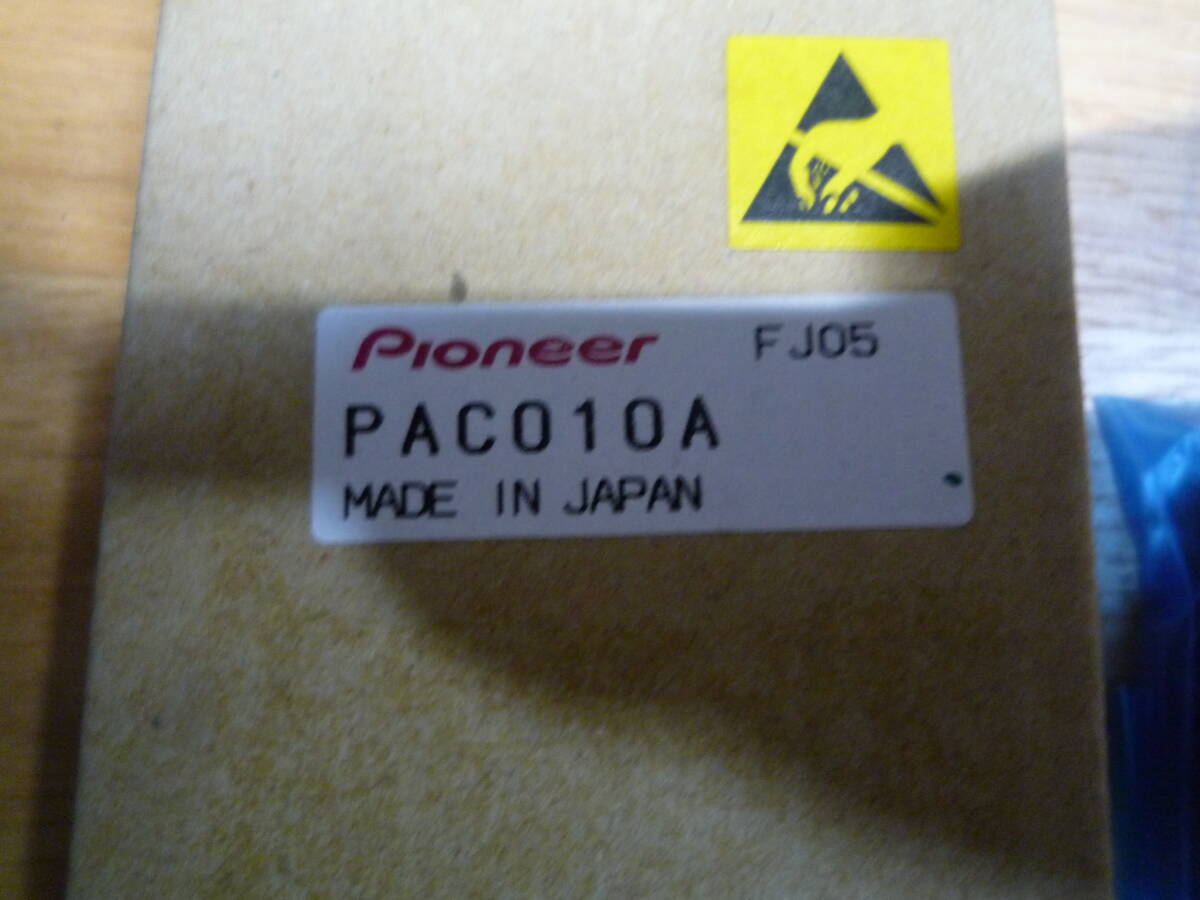 Pioneer FJ05
PAC010A
MADE IN JAPAN